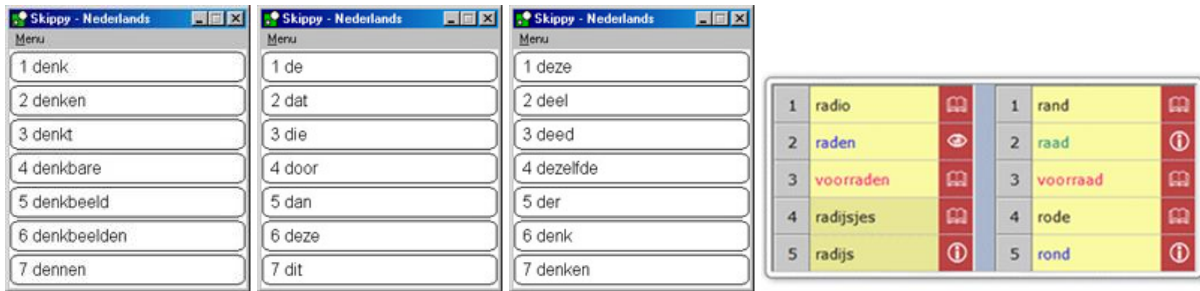 Skippy - Nederlands
Menu
1 denk
2 denken
3 denkt
4 denkbare
5 denkbeeld
6 denkbeelden
7 dennen
Skippy - Nederlands
Menu
1 de
2 dat
3 die
4 door
5 dan
6 deze
7 dit
Skippy - Nederlands
Menu
1 deze
2 deel
3 deed
4 dezelfde
5 der
6 denk
7 denken
1 radio
2 raden
3 voorraden
4 radijsjes
5 radijs
1 rand
2 raad
3 voorraad
4 rode
5 rond